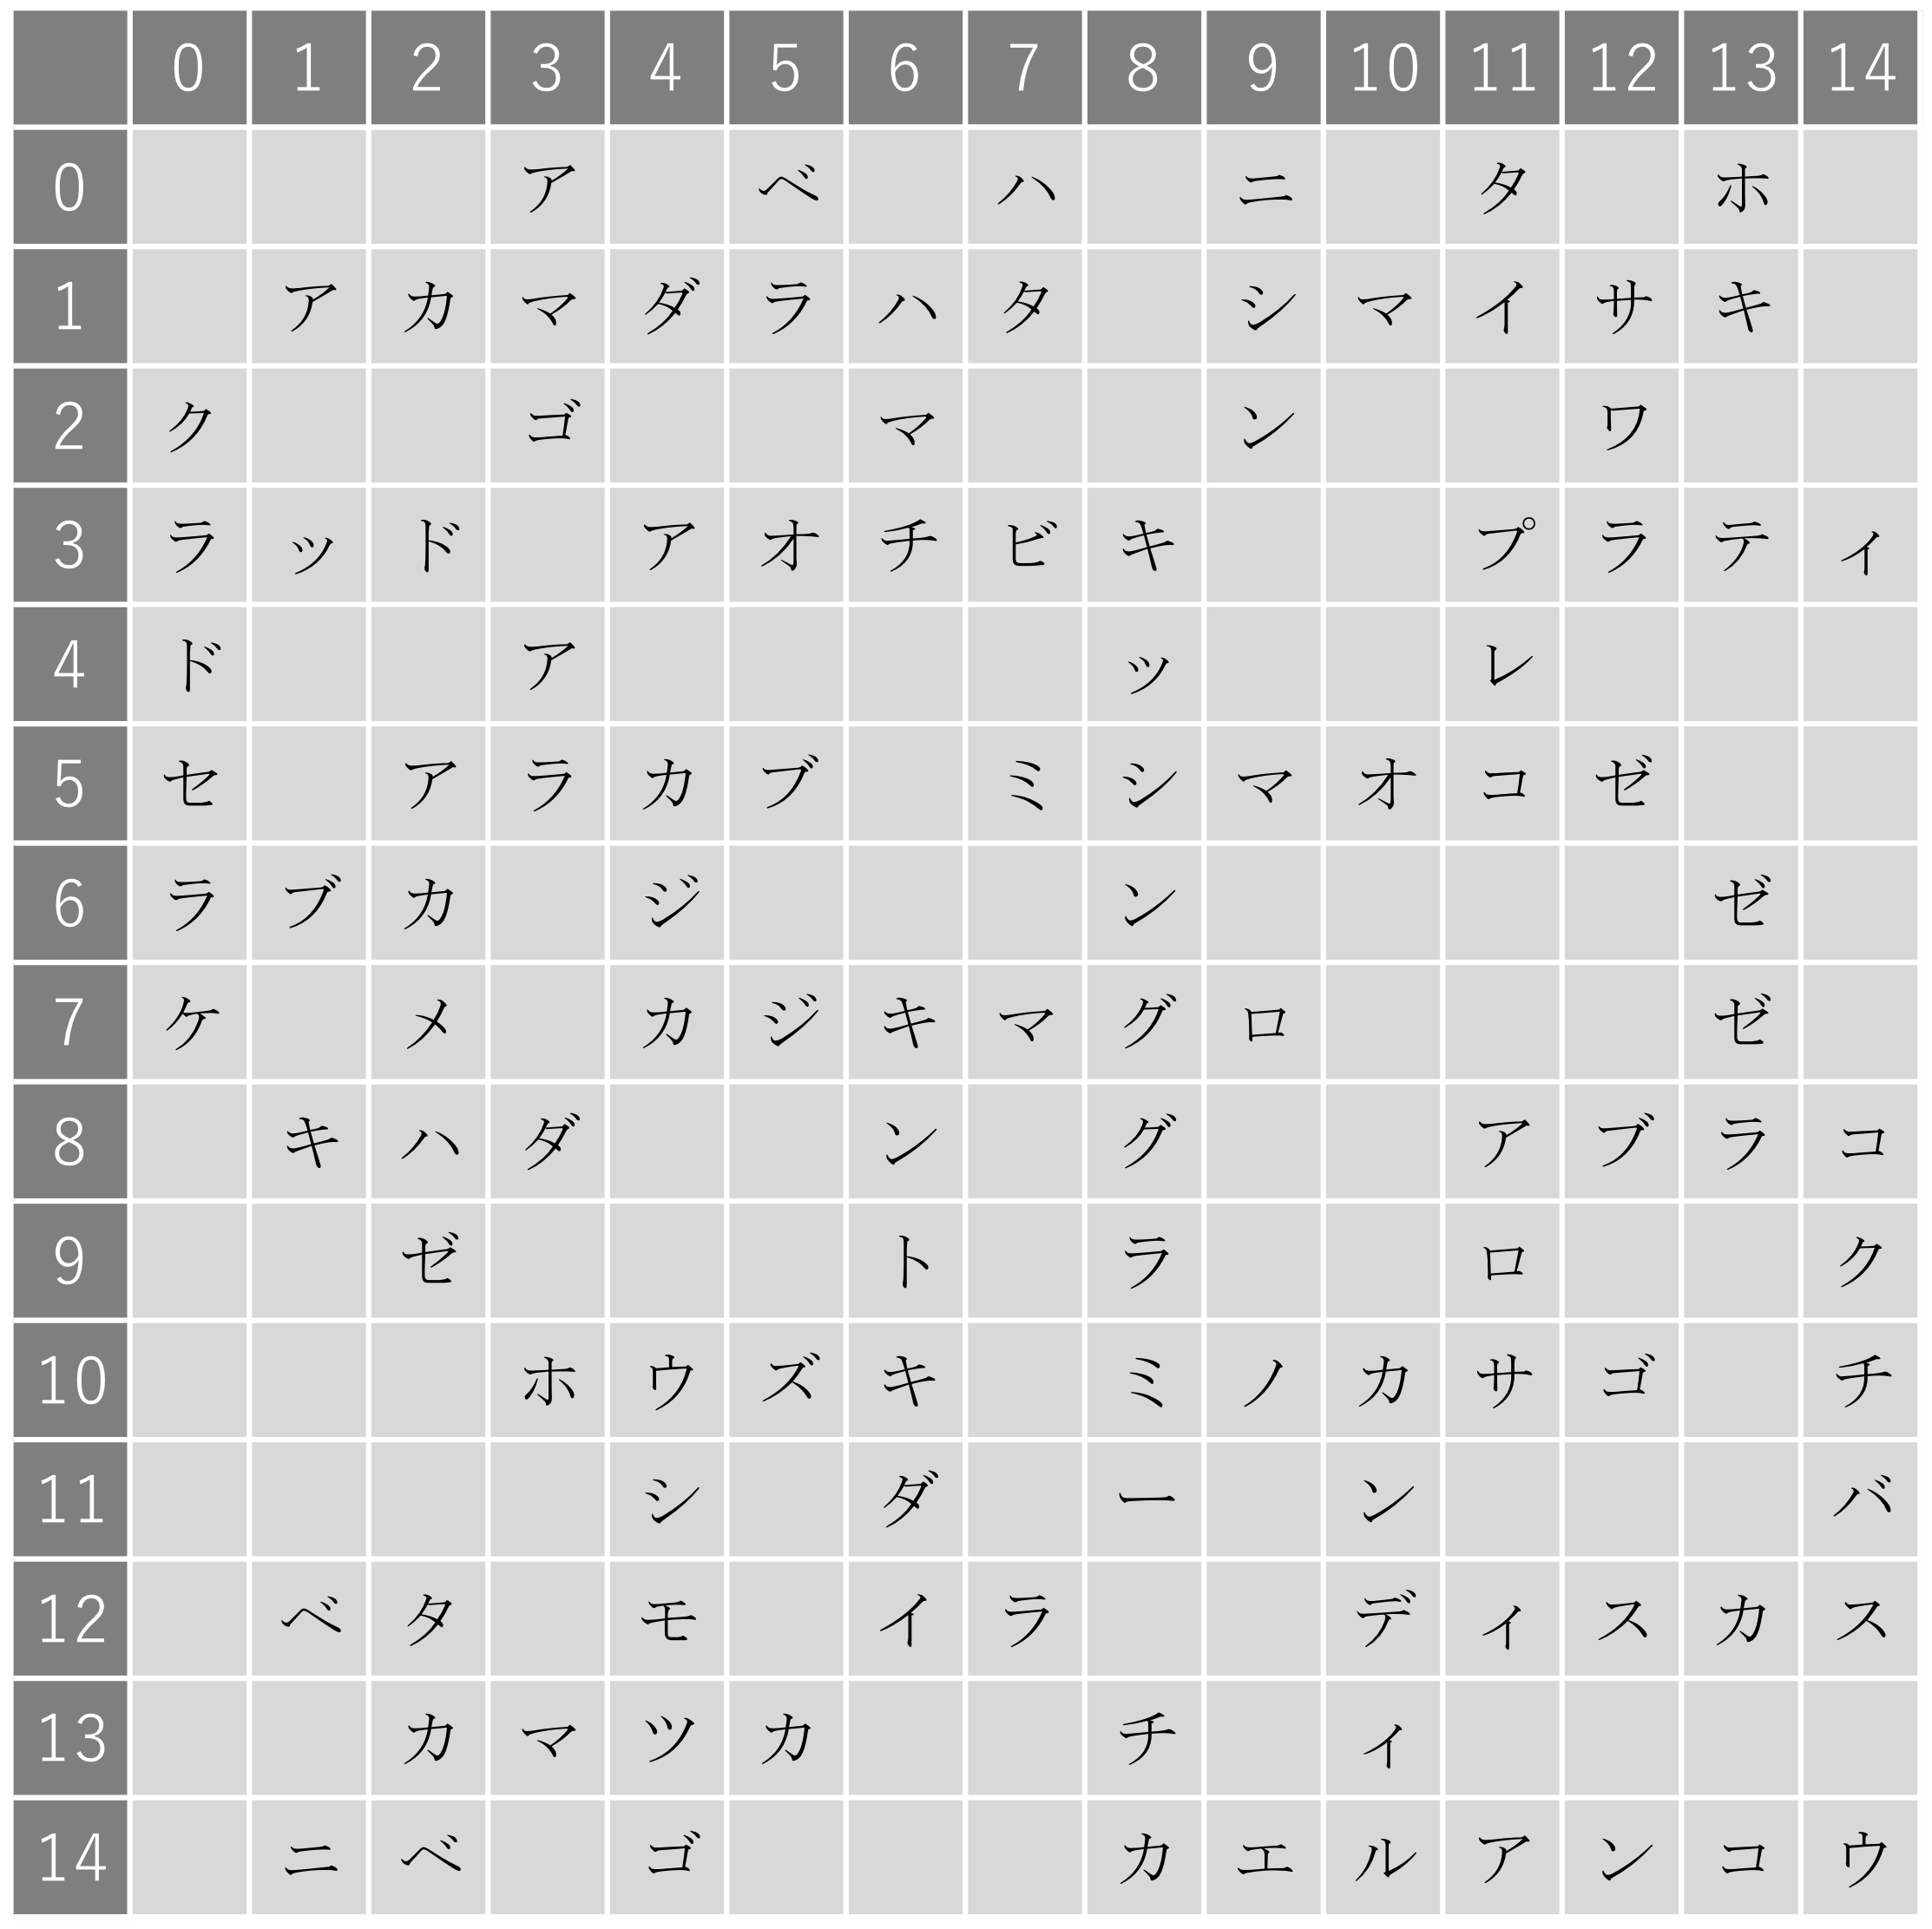 0 1 2 3 4 5 6 7 8 9 10 11 12 13 14
0 ア ベ ハ ニ タ ホ
1 アカマダラハタ シマイサキ
2 ク ゴ マ ン ワ
3 ラッド アオチビキ プラティ
4 ド ア ッ レ
5 セ アラカブ ミシマオコゼ
6 ラブカ ジ ン ゼ
7 ケ メ カジキマグロ ゼ
8 キハダ ン グ アブラコ
9 ゼ ト ラ ロ ク
10 ホウズキ ミノカサゴ チ
11 シ ダ ー ン バ
12 ベタ モ イラ ディスカス
13 カマツカ チ ィ
14 ニベ ゴ カエルアンコウ